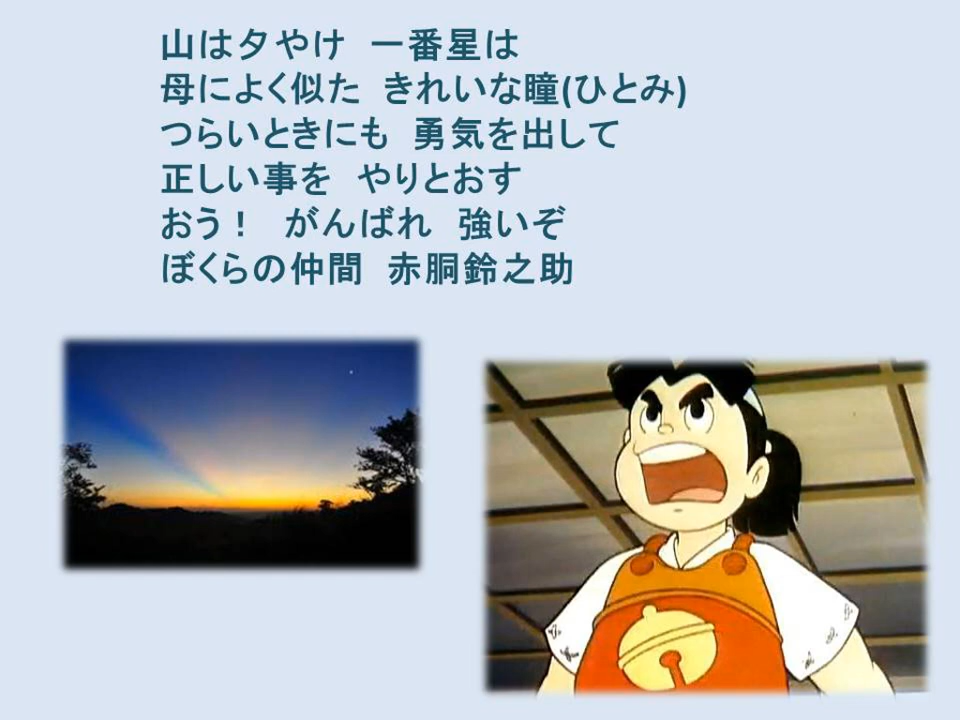 山は夕やけ　一番星は
母によく似た　きれいな瞳(ひとみ)
つらいときにも　勇気を出して
正しい事を　やりとおす
おう！　がんばれ　強いぞ
ぼくらの仲間　赤胴鈴之助